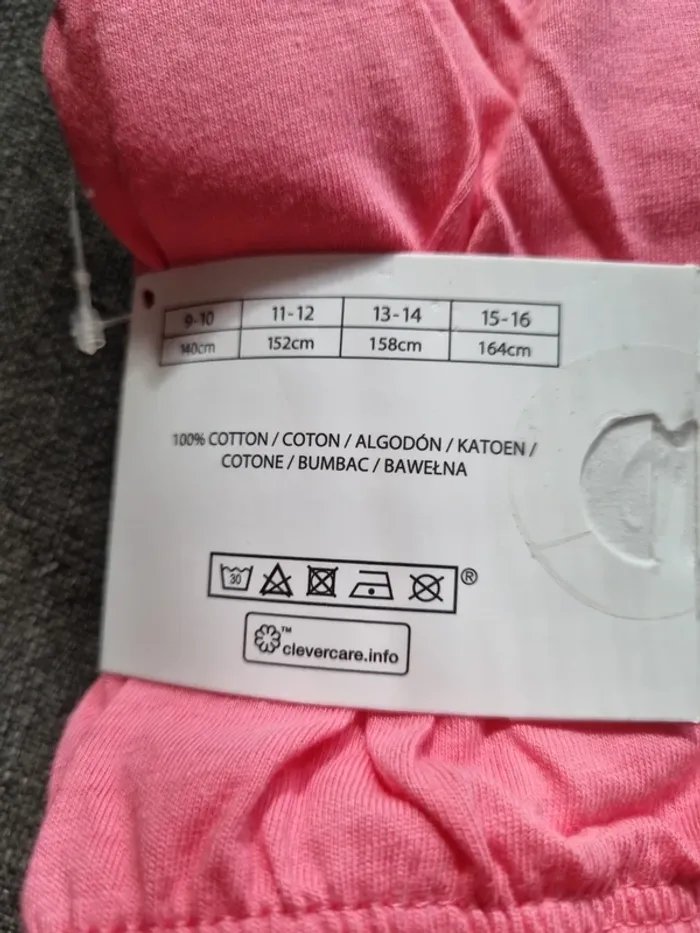 9-10 11-12 13-14 15-16
140cm 152cm 158cm 164cm
100% COTTON / COTON / ALGODÓN / KATOEN /
COTONE / BUMBAC / BAWEŁNA
30 ®
™ clevercare.info